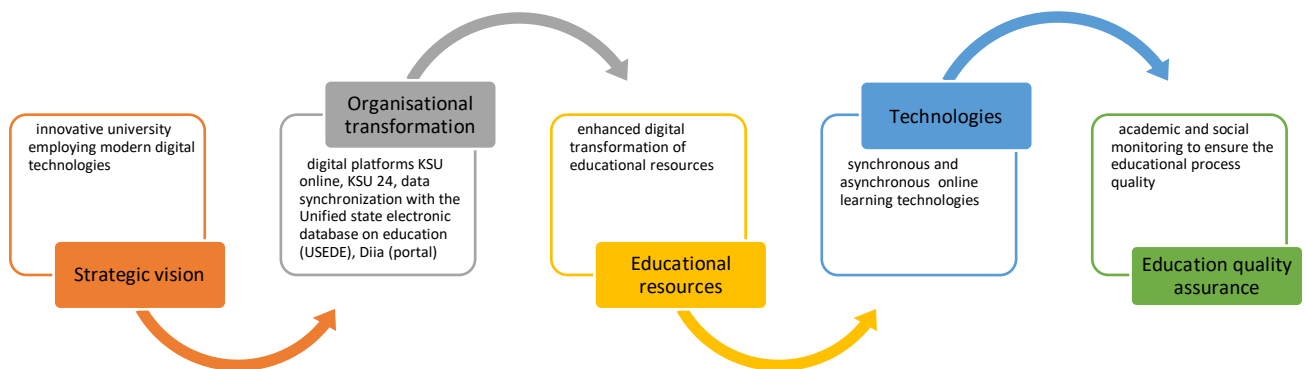 innovative university
employing modern digital
technologies
Strategic vision
Organisational
transformation
digital platforms KSU
online, KSU 24, data
synchronization with the
Unified state electronic
database on education
(USEDE), Diia (portal)
enhanced digital
transformation of
educational resources
Educational
resources
Technologies
synchronous and
asynchronous online
learning technologies
academic and social
monitoring to ensure the
educational process
quality
Education quality
assurance